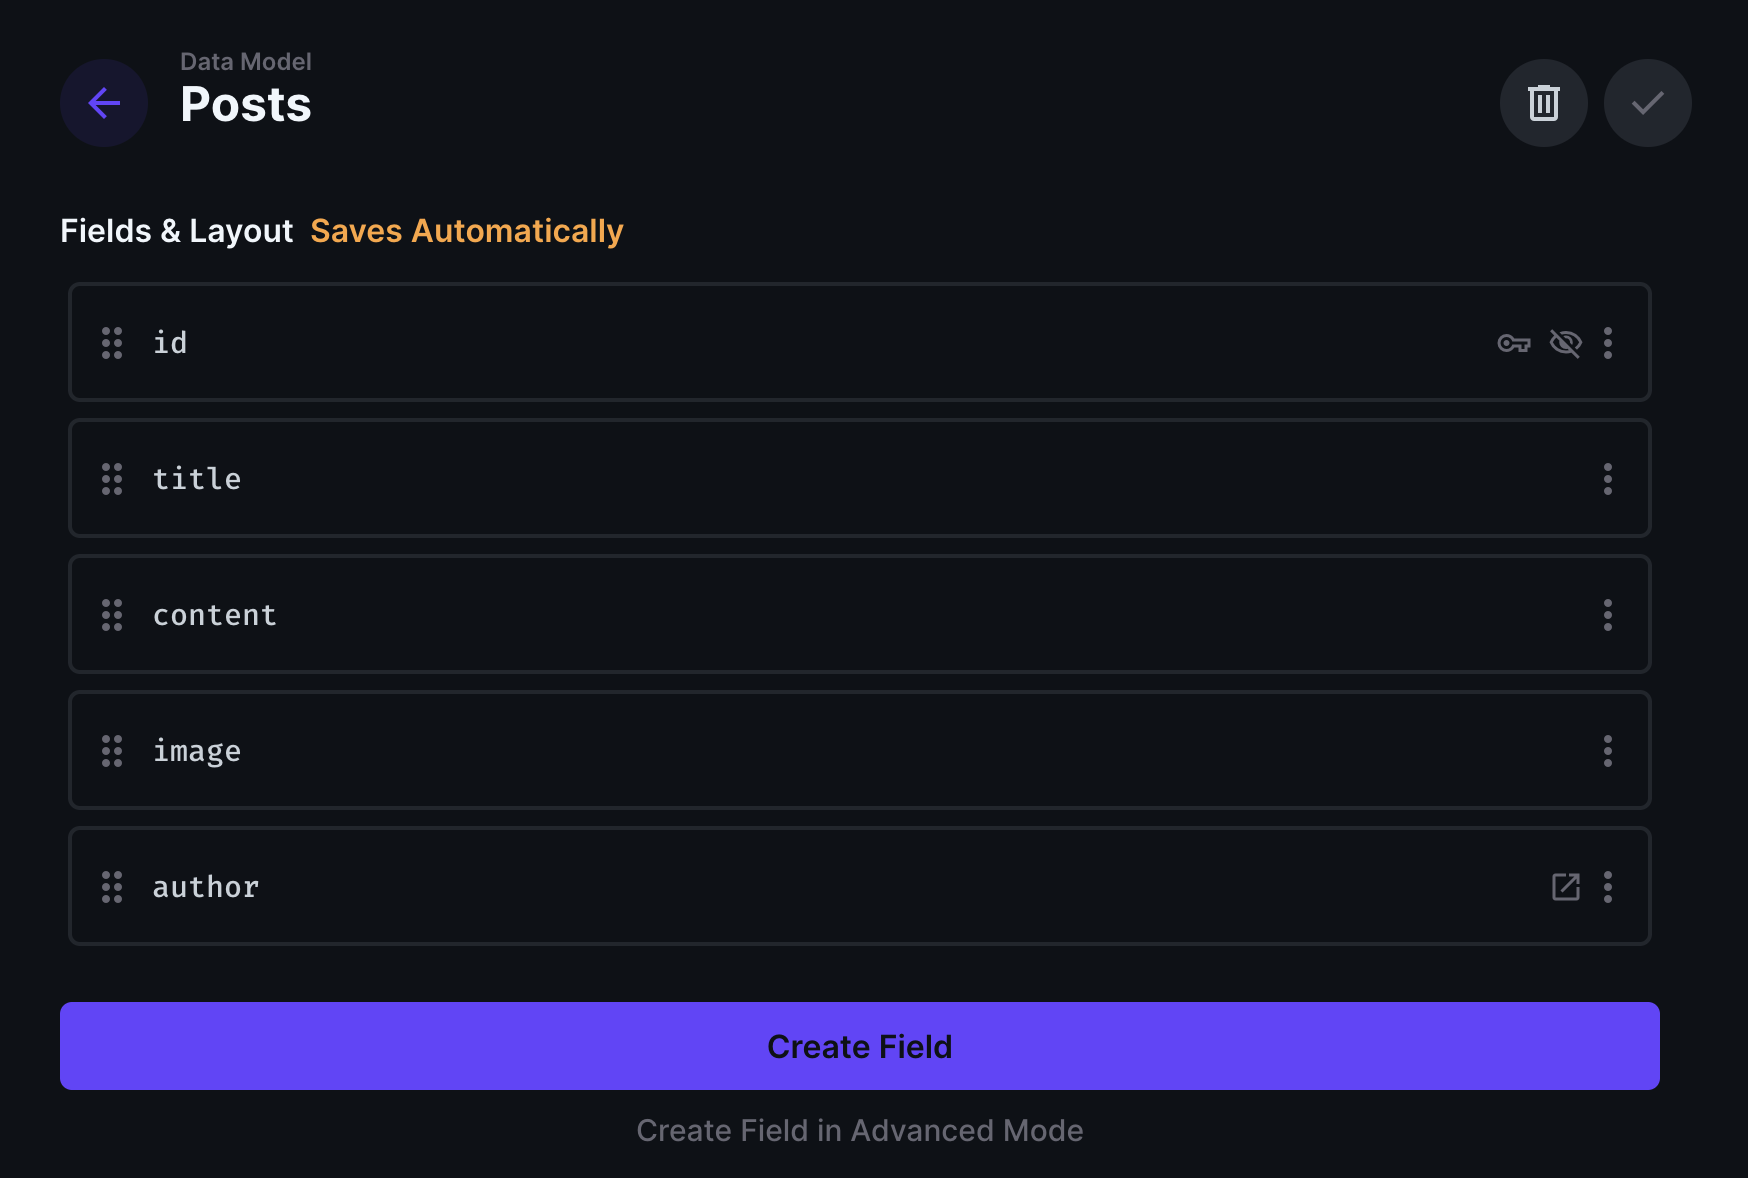 Data Model
Posts
Fields & Layout Saves Automatically
id
title
content
image
author
Create Field
Create Field in Advanced Mode